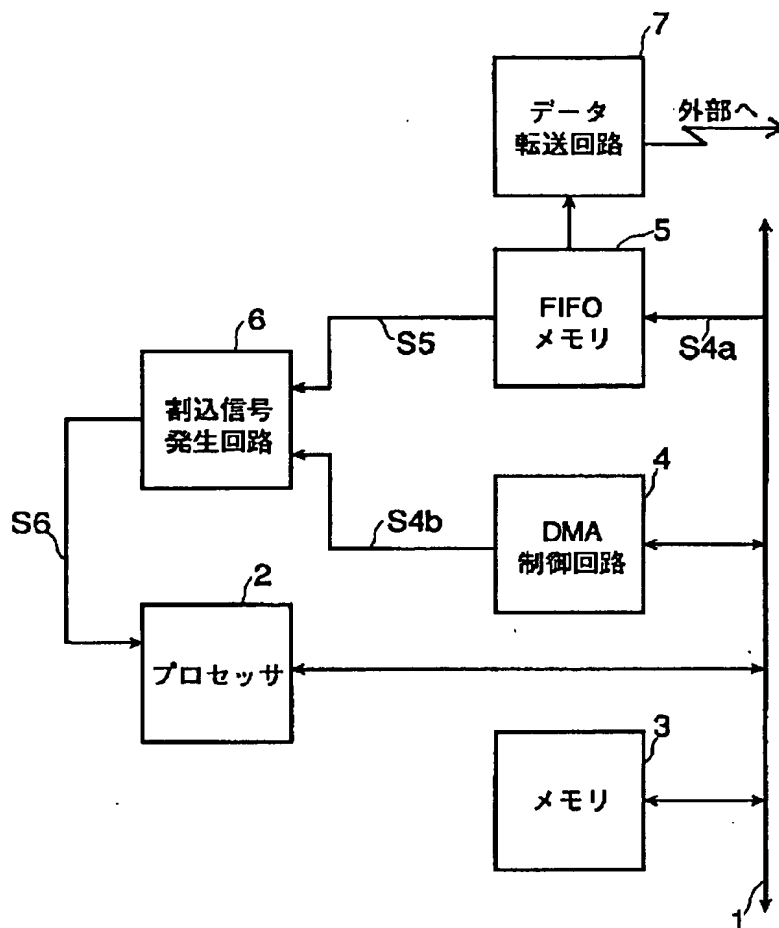 7
データ
転送回路
外部へ
5
FIFO
メモリ
S5
S4a
6
割込信号
発生回路
4
DMA
制御回路
S4b
S6
2
プロセッサ
3
メモリ
1